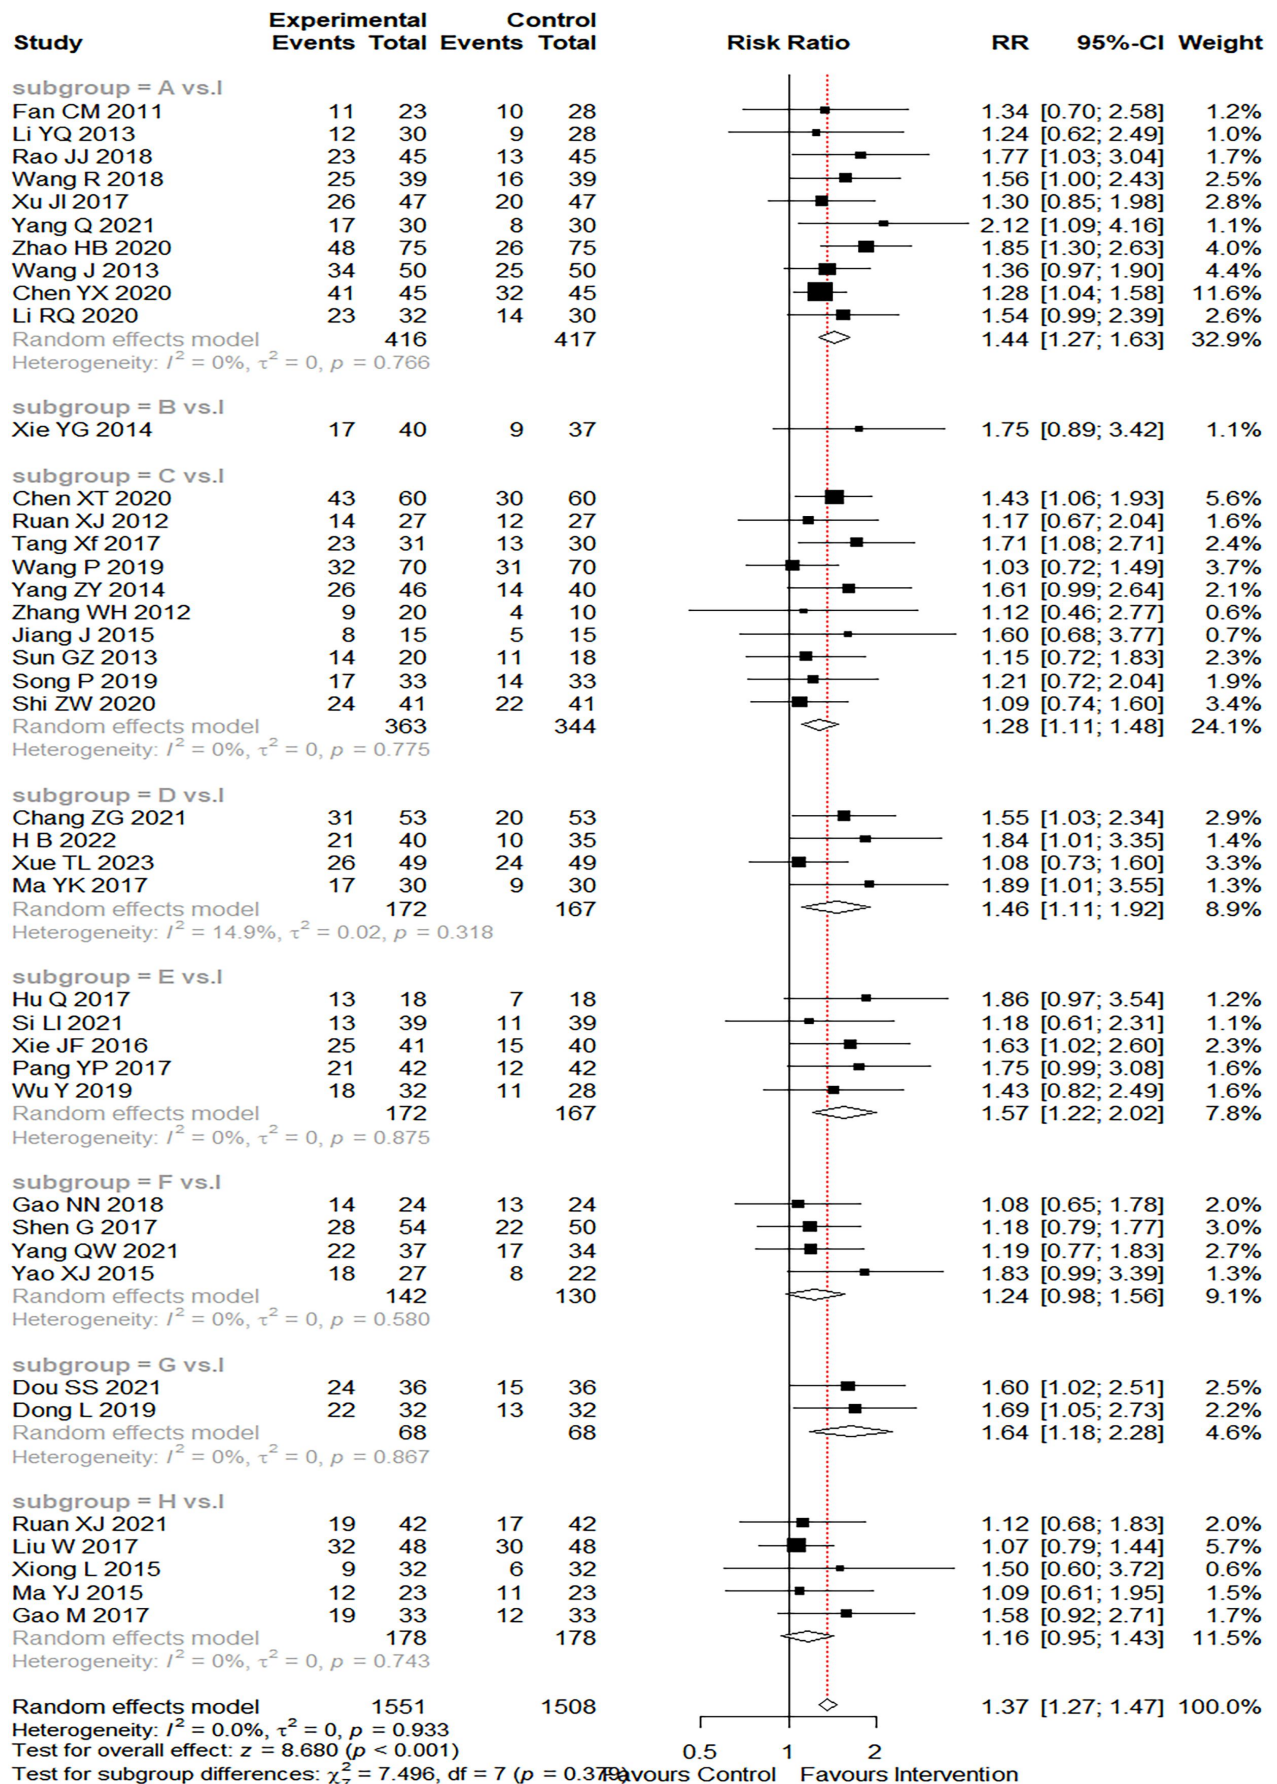 Experimental Control
Study Events Total Events Total Risk Ratio RR 95%-CI Weight
subgroup = A vs.I
Fan CM 2011 11 23 10 28 1.34 [0.70; 2.58] 1.2%
Li YQ 2013 12 30 9 28 1.24 [0.62; 2.49] 1.0%
Rao JJ 2018 23 45 13 45 1.77 [1.03; 3.04] 1.7%
Wang R 2018 25 39 16 39 1.56 [1.00; 2.43] 2.5%
Xu Jl 2017 26 47 20 47 1.30 [0.85; 1.98] 2.8%
Yang Q 2021 17 30 8 30 2.12 [1.09; 4.16] 1.1%
Zhao HB 2020 48 75 26 75 1.85 [1.30; 2.63] 4.0%
Wang J 2013 34 50 25 50 1.36 [0.97; 1.90] 4.4%
Chen YX 2020 41 45 32 45 1.28 [1.04; 1.58] 11.6%
Li RQ 2020 23 32 14 30 1.54 [0.99; 2.39] 2.6%
Random effects model 416 417 1.44 [1.27; 1.63] 32.9%
Heterogeneity: I² = 0%, τ² = 0, p = 0.766
subgroup = B vs.I
Xie YG 2014 17 40 9 37 1.75 [0.89; 3.42] 1.1%
subgroup = C vs.I
Chen XT 2020 43 60 30 60 1.43 [1.06; 1.93] 5.6%
Ruan XJ 2012 14 27 12 27 1.17 [0.67; 2.04] 1.6%
Tang Xf 2017 23 31 13 30 1.71 [1.08; 2.71] 2.4%
Wang P 2019 32 70 31 70 1.03 [0.72; 1.49] 3.7%
Yang ZY 2014 26 46 14 40 1.61 [0.99; 2.64] 2.1%
Zhang WH 2012 9 20 4 10 1.12 [0.46; 2.77] 0.6%
Jiang J 2015 8 15 5 15 1.60 [0.68; 3.77] 0.7%
Sun GZ 2013 14 20 11 18 1.15 [0.72; 1.83] 2.3%
Song P 2019 17 33 14 33 1.21 [0.72; 2.04] 1.9%
Shi ZW 2020 24 41 22 41 1.09 [0.74; 1.60] 3.4%
Random effects model 363 344 1.28 [1.11; 1.48] 24.1%
Heterogeneity: I² = 0%, τ² = 0, p = 0.775
subgroup = D vs.I
Chang ZG 2021 31 53 20 53 1.55 [1.03; 2.34] 2.9%
H B 2022 21 40 10 35 1.84 [1.01; 3.35] 1.4%
Xue TL 2023 26 49 24 49 1.08 [0.73; 1.60] 3.3%
Ma YK 2017 17 30 9 30 1.89 [1.01; 3.55] 1.3%
Random effects model 172 167 1.46 [1.11; 1.92] 8.9%
Heterogeneity: I² = 14.9%, τ² = 0.02, p = 0.318
subgroup = E vs.I
Hu Q 2017 13 18 7 18 1.86 [0.97; 3.54] 1.2%
Si LI 2021 13 39 11 39 1.18 [0.61; 2.31] 1.1%
Xie JF 2016 25 41 15 40 1.63 [1.02; 2.60] 2.3%
Pang YP 2017 21 42 12 42 1.75 [0.99; 3.08] 1.6%
Wu Y 2019 18 32 11 28 1.43 [0.82; 2.49] 1.6%
Random effects model 172 167 1.57 [1.22; 2.02] 7.8%
Heterogeneity: I² = 0%, τ² = 0, p = 0.875
subgroup = F vs.I
Gao NN 2018 14 24 13 24 1.08 [0.65; 1.78] 2.0%
Shen G 2017 28 54 22 50 1.18 [0.79; 1.77] 3.0%
Yang QW 2021 22 37 17 34 1.19 [0.77; 1.83] 2.7%
Yao XJ 2015 18 27 8 22 1.83 [0.99; 3.39] 1.3%
Random effects model 142 130 1.24 [0.98; 1.56] 9.1%
Heterogeneity: I² = 0%, τ² = 0, p = 0.580
subgroup = G vs.I
Dou SS 2021 24 36 15 36 1.60 [1.02; 2.51] 2.5%
Dong L 2019 22 32 13 32 1.69 [1.05; 2.73] 2.2%
Random effects model 68 68 1.64 [1.18; 2.28] 4.6%
Heterogeneity: I² = 0%, τ² = 0, p = 0.867
subgroup = H vs.I
Ruan XJ 2021 19 42 17 42 1.12 [0.68; 1.83] 2.0%
Liu W 2017 32 48 30 48 1.07 [0.79; 1.44] 5.7%
Xiong L 2015 9 32 6 32 1.50 [0.60; 3.72] 0.6%
Ma YJ 2015 12 23 11 23 1.09 [0.61; 1.95] 1.5%
Gao M 2017 19 33 12 33 1.58 [0.92; 2.71] 1.7%
Random effects model 178 178 1.16 [0.95; 1.43] 11.5%
Heterogeneity: I² = 0%, τ² = 0, p = 0.743
Random effects model 1551 1508 1.37 [1.27; 1.47] 100.0%
Heterogeneity: I² = 0.0%, τ² = 0, p = 0.933
Test for overall effect: z = 8.680 (p < 0.001) 0.5 1 2
Test for subgroup differences: χ²₇ = 7.496, df = 7 (p = 0.379) Favours Control Favours Intervention